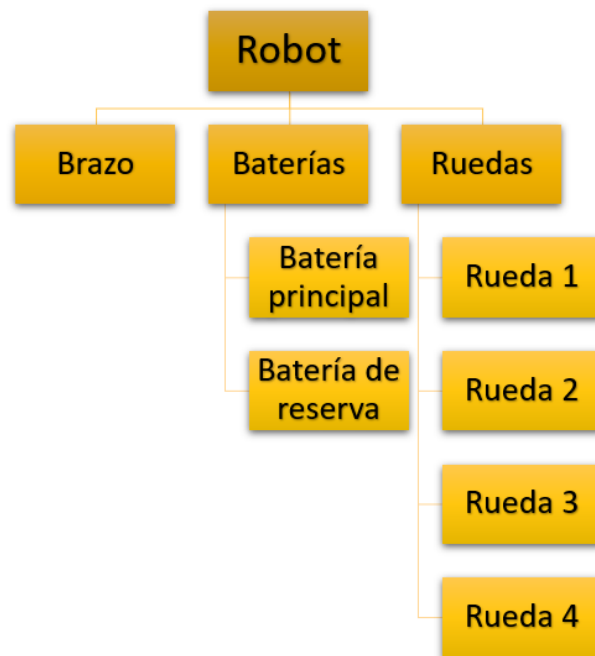 Robot
Brazo
Baterías
Ruedas
Batería
principal
Batería de
reserva
Rueda 1
Rueda 2
Rueda 3
Rueda 4